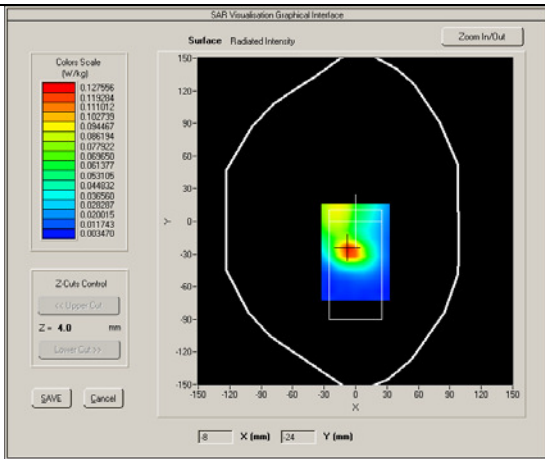 SAR Visualisation Graphical Interface
Surface Radiated Intensity
Zoom In/Out
Colors Scale
(W/kg)
0.127556
0.119284
0.111012
0.102739
0.094467
0.086194
0.077922
0.069650
0.061377
0.053105
0.044832
0.036560
0.028287
0.020015
0.011743
0.003470
Z-Cuts Control
<< Upper Cut
Z = 4.0 mm
Lower Cut >>
SAVE
Cancel
Y
150
120
90
60
30
0
-30
-60
-90
-120
-150
-150 -120 -90 -60 -30 0 30 60 90 120 150
X
-8 X (mm) -24 Y (mm)